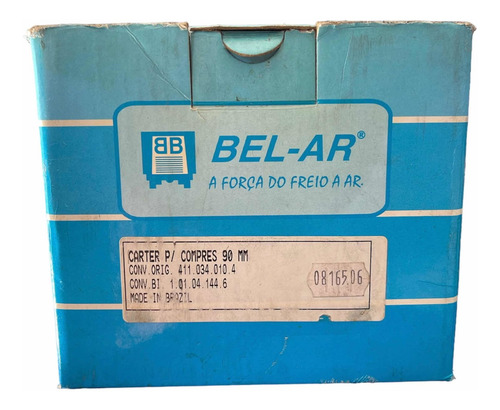 BB
BEL-AR®
A FORÇA DO FREIO A AR.
CARTER P/ COMPRES 90 MM
CONV.ORIG. 411.034.010.4
CONV.BI. 1.01.04.144.6
MADE IN BRAZIL
0816506